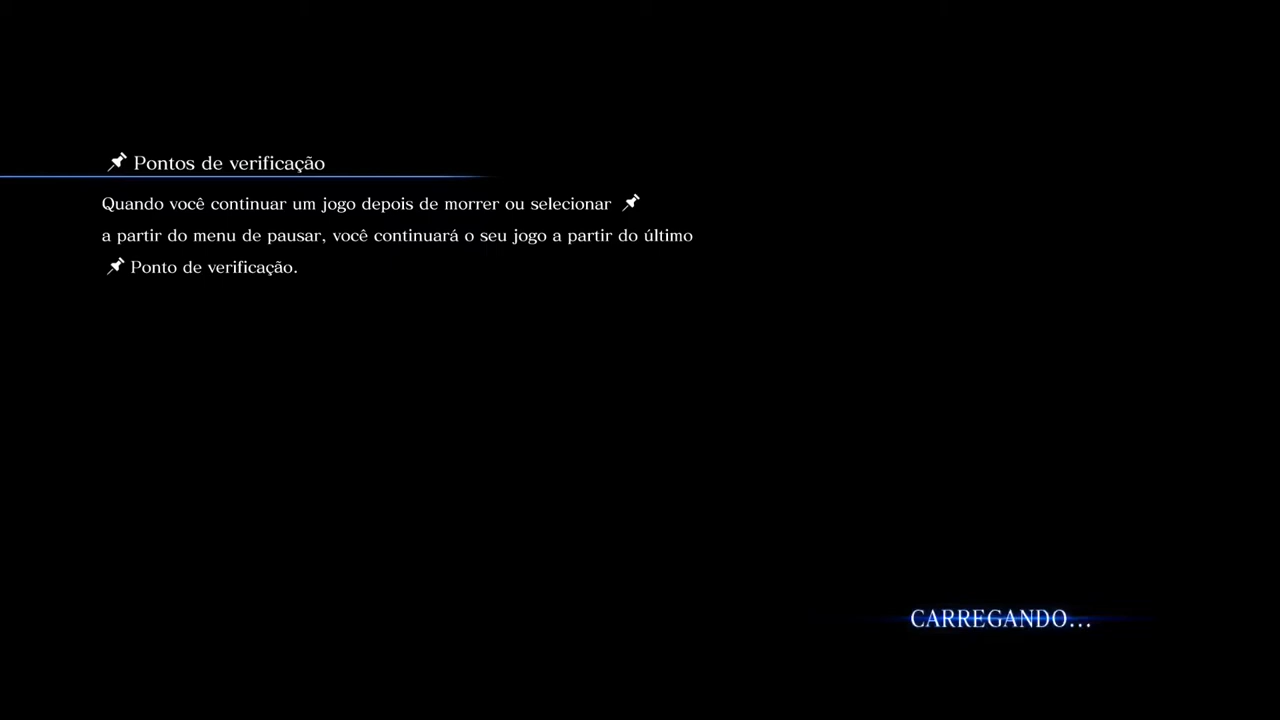 Pontos de verificação
Quando você continuar um jogo depois de morrer ou selecionar
a partir do menu de pausar, você continuará o seu jogo a partir do último
Ponto de verificação.
CARREGANDO...